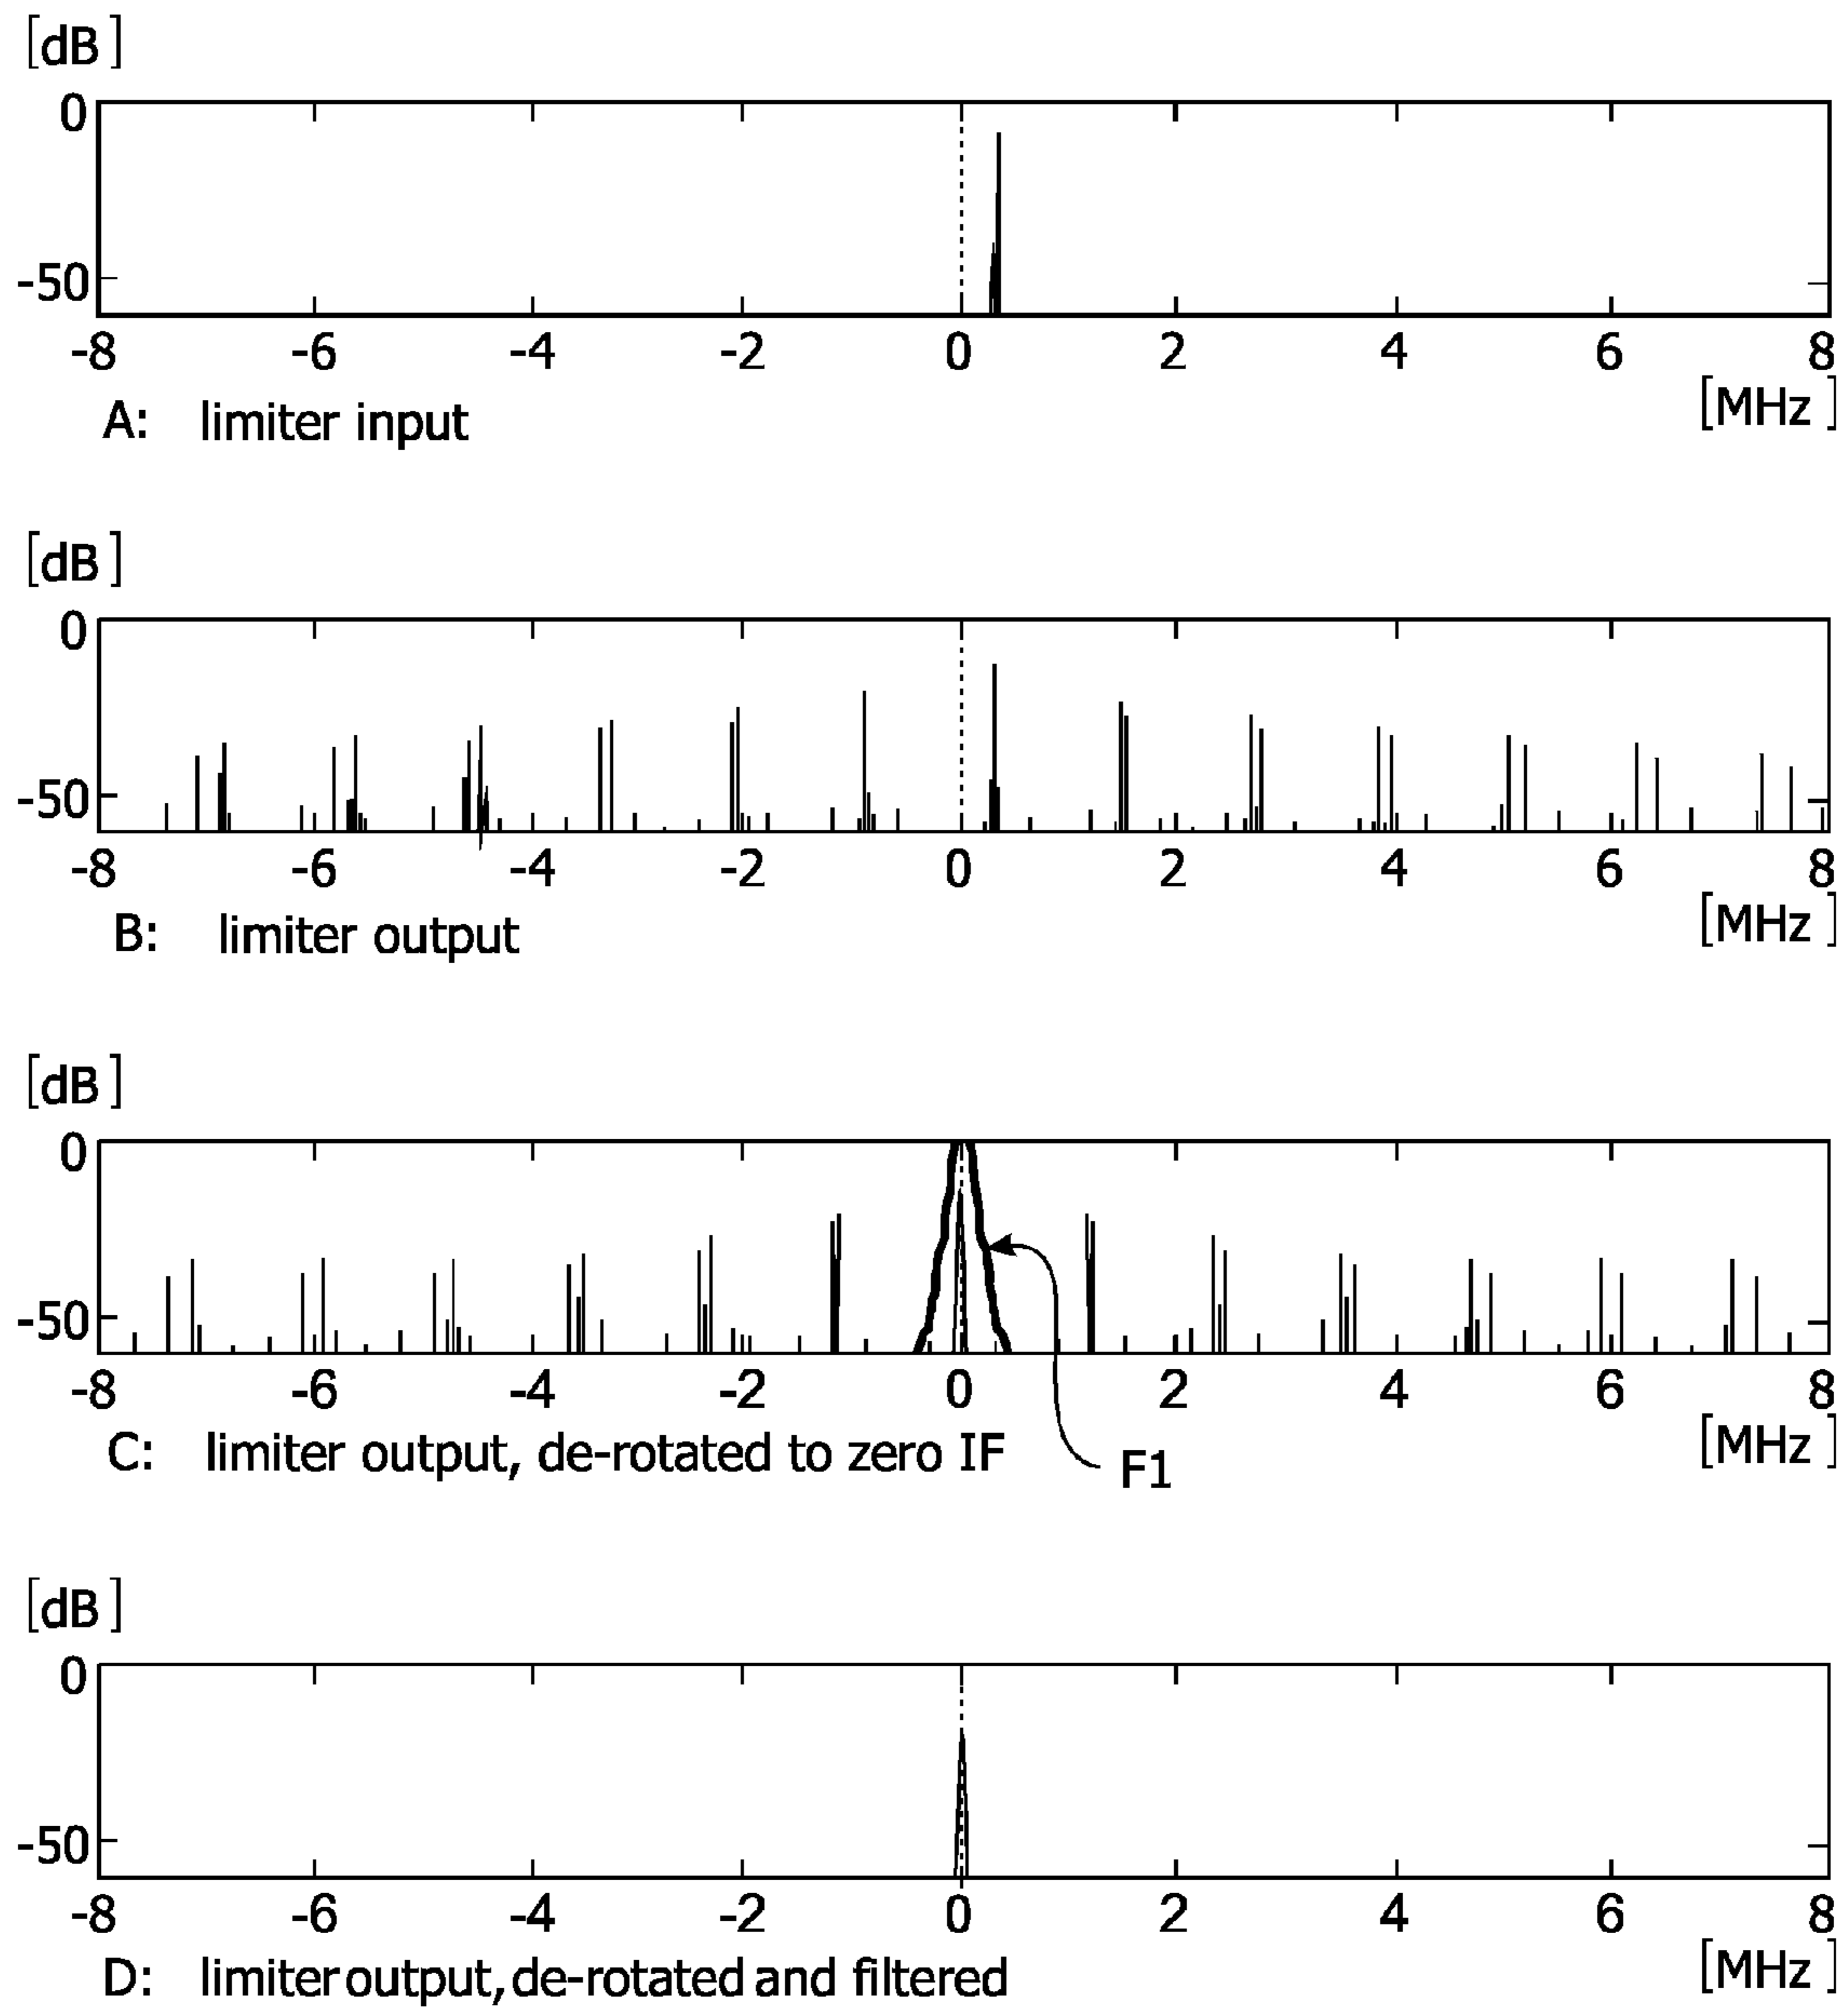 [dB]
0
-50
-8 -6 -4 -2 0 2 4 6 8
A: limiter input [MHz]
[dB]
0
-50
-8 -6 -4 -2 0 2 4 6 8
B: limiter output [MHz]
[dB]
0
-50
-8 -6 -4 -2 0 2 4 6 8
C: limiter output, de-rotated to zero IF [MHz]
F1
[dB]
0
-50
-8 -6 -4 -2 0 2 4 6 8
D: limiter output, de-rotated and filtered [MHz]